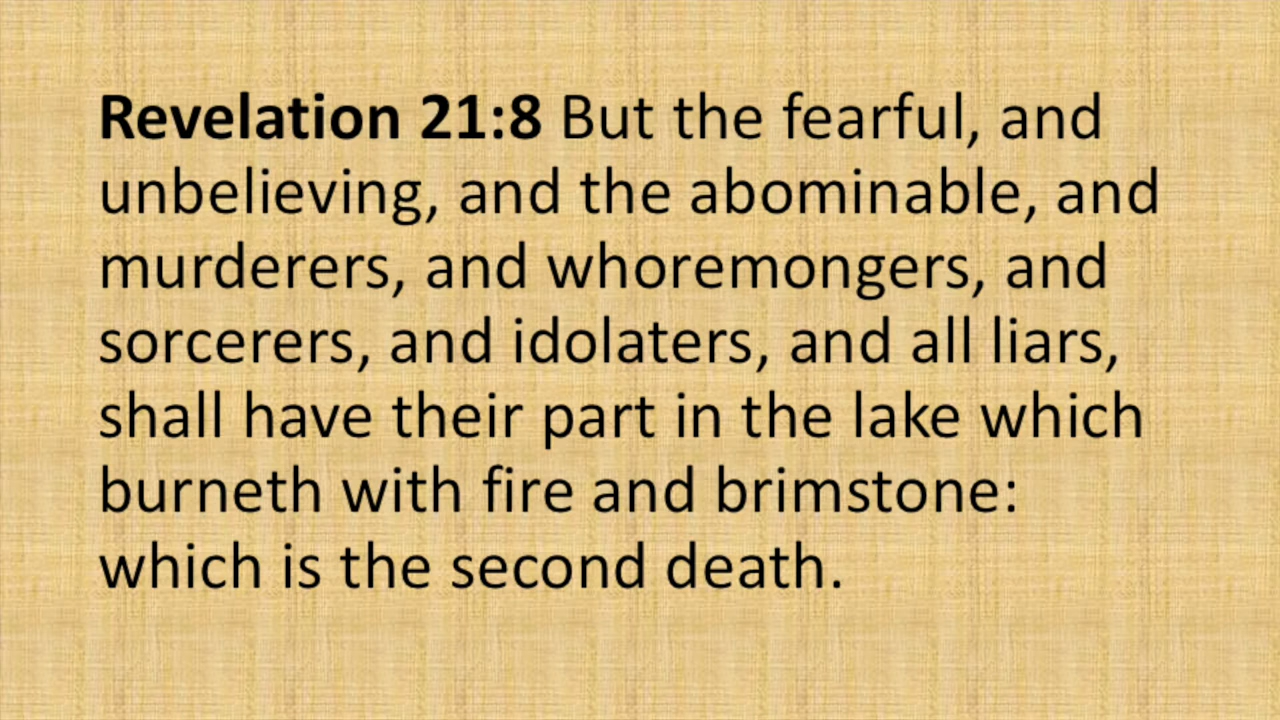 Revelation 21:8 But the fearful, and
unbelieving, and the abominable, and
murderers, and whoremongers, and
sorcerers, and idolaters, and all liars,
shall have their part in the lake which
burneth with fire and brimstone:
which is the second death.